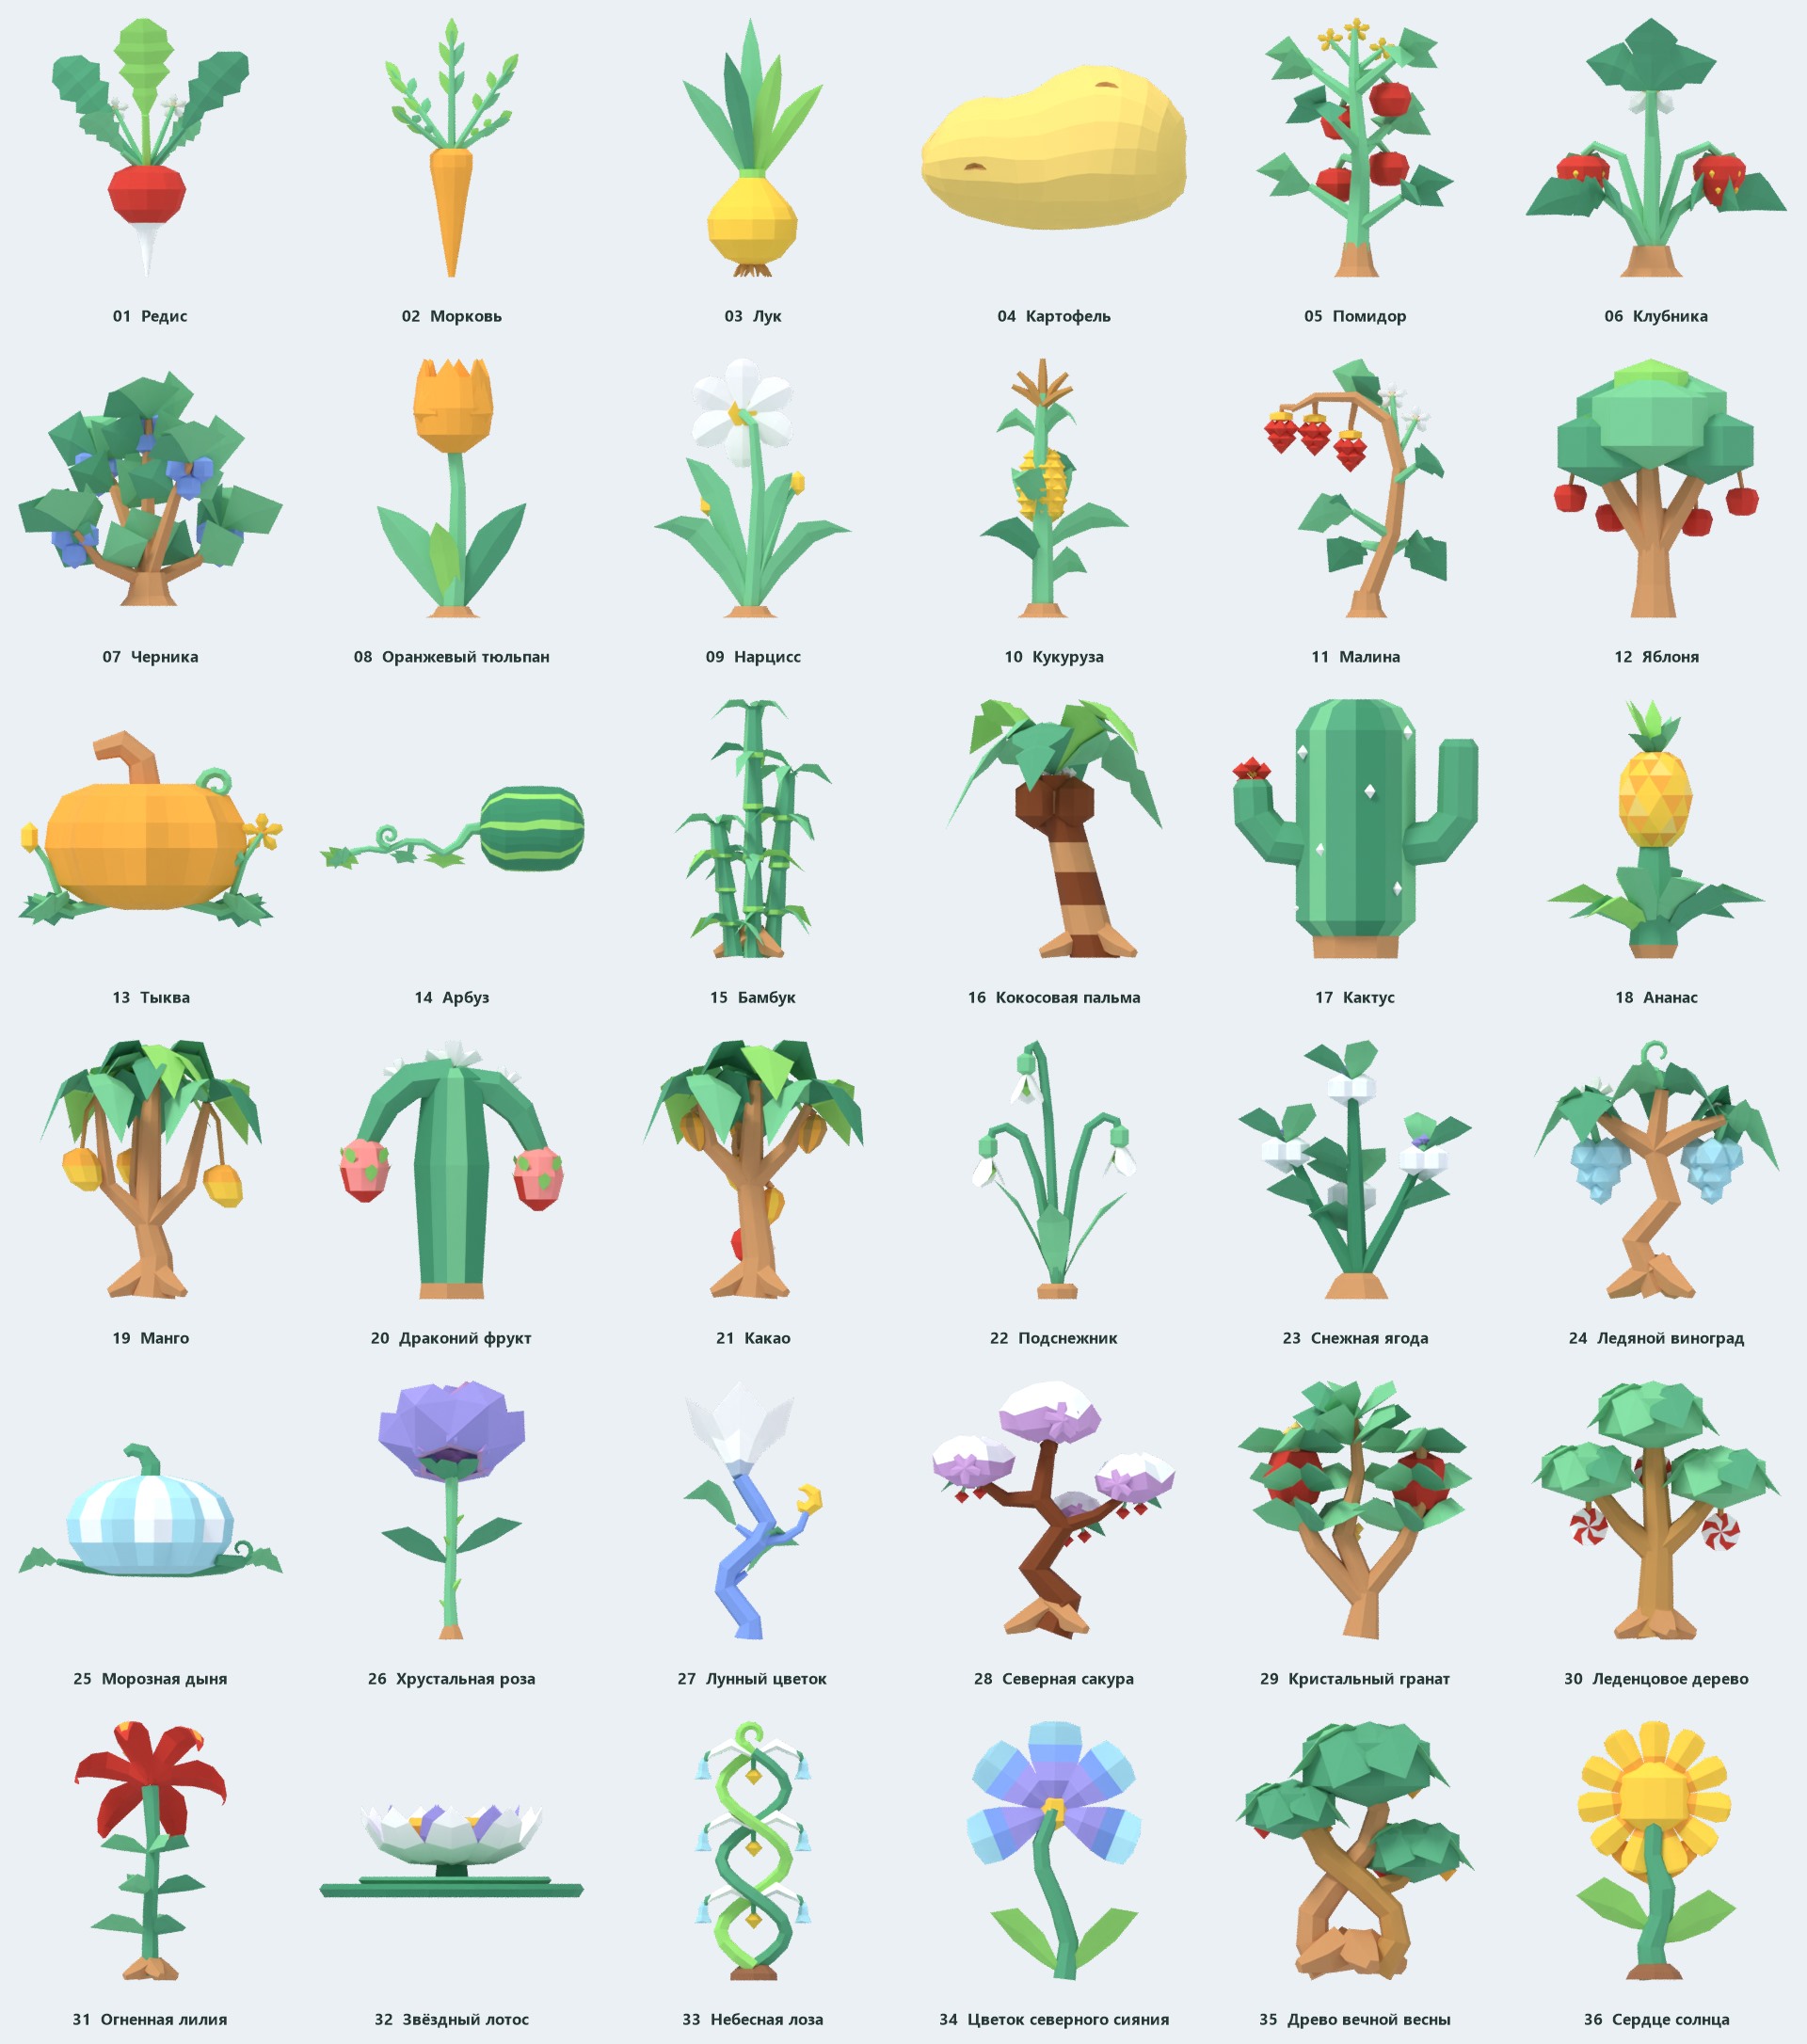 01 Редис
02 Морковь
03 Лук
04 Картофель
05 Помидор
06 Клубника
07 Черника
08 Оранжевый тюльпан
09 Нарцисс
10 Кукуруза
11 Малина
12 Яблоня
13 Тыква
14 Арбуз
15 Бамбук
16 Кокосовая пальма
17 Кактус
18 Ананас
19 Манго
20 Драконий фрукт
21 Какао
22 Подснежник
23 Снежная ягода
24 Ледяной виноград
25 Морозная дыня
26 Хрустальная роза
27 Лунный цветок
28 Северная сакура
29 Кристальный гранат
30 Леденцовое дерево
31 Огненная лилия
32 Звёздный лотос
33 Небесная лоза
34 Цветок северного сияния
35 Древо вечной весны
36 Сердце солнца